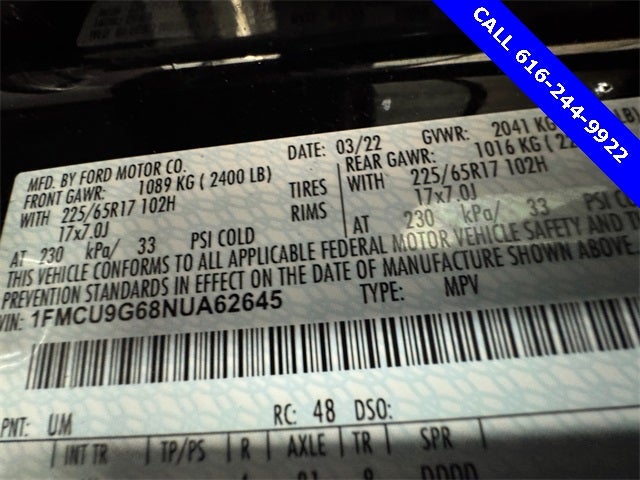 CALL 616-244-9922
MFD. BY FORD MOTOR CO. DATE: 03/22 GVWR: 2041 KG
FRONT GAWR: 1089 KG ( 2400 LB) REAR GAWR: 1016 KG ( LB)
WITH 225/65R17 102H TIRES WITH 225/65R17 102H
17x7.0J RIMS 17x7.0J
AT 230 kPa/ 33 PSI COLD AT 230 kPa/ 33 PSI COLD
THIS VEHICLE CONFORMS TO ALL APPLICABLE FEDERAL MOTOR VEHICLE SAFETY AND
PREVENTION STANDARDS IN EFFECT ON THE DATE OF MANUFACTURE SHOWN ABOVE.
VIN: 1FMCU9G68NUA62645 TYPE: MPV
PNT: UM RC: 48 DSO:
INT TR TP/PS R AXLE TR SPR